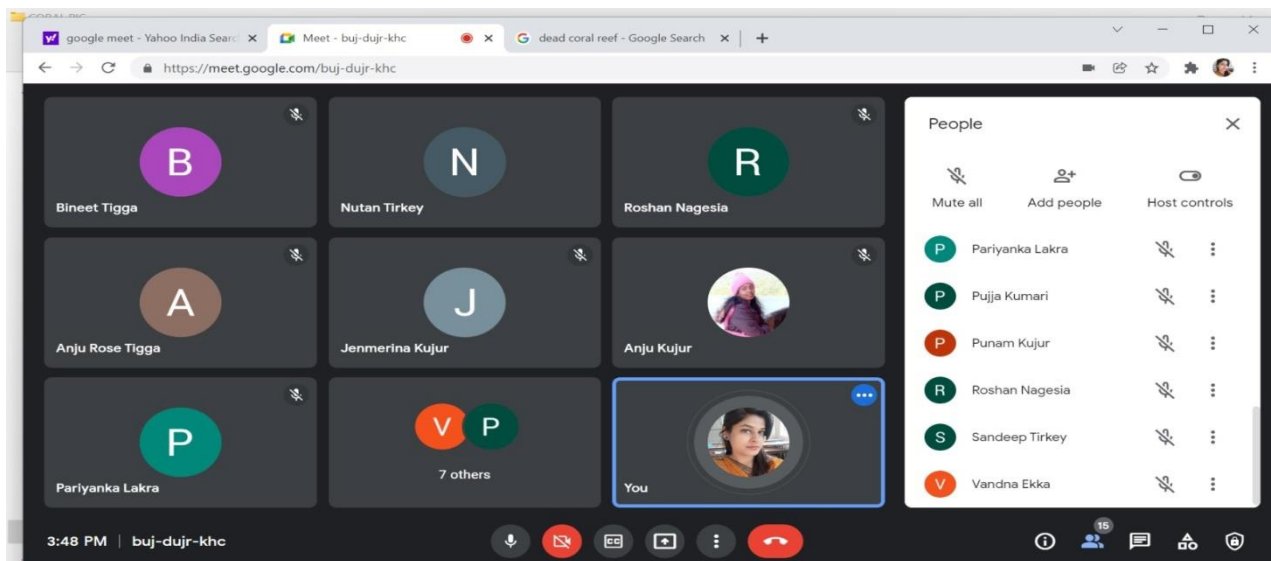 CORAL PIC
google meet - Yahoo India Searc
Meet - buj-dujr-khc
G dead coral reef - Google Search
https://meet.google.com/buj-dujr-khc
B
N
R
Bineet Tigga
Nutan Tirkey
Roshan Nagesia
A
J
Anju Rose Tigga
Jenmerina Kujur
Anju Kujur
P
V P
7 others
Pariyanka Lakra
You
People
Mute all
Add people
Host controls
P Pariyanka Lakra
P Pujja Kumari
P Punam Kujur
R Roshan Nagesia
S Sandeep Tirkey
V Vandna Ekka
3:48 PM | buj-dujr-khc
CC
15